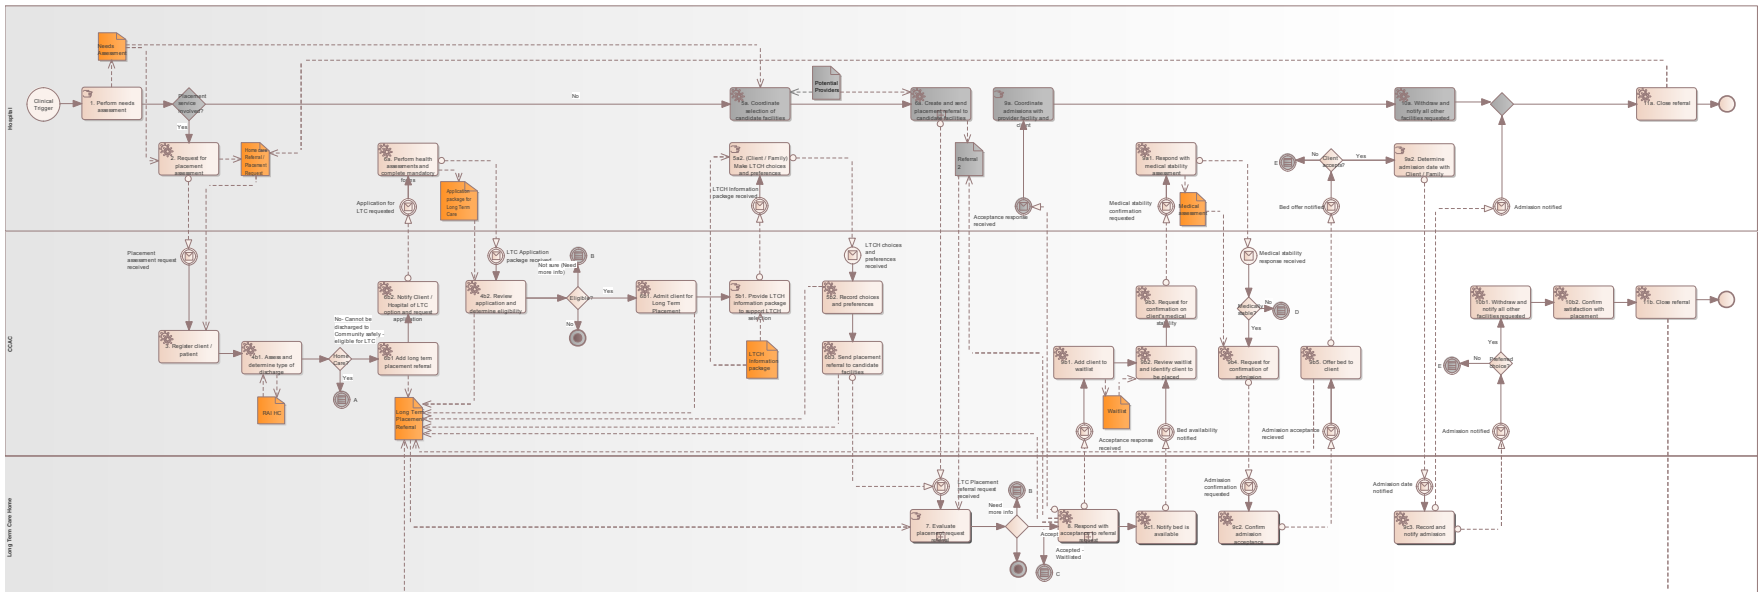 Hospital
Needs
Assessment
Clinical
Trigger
1. Perform needs
assessment
Placement
service
involved?
No
Yes
2. Request for
placement
assessment
Referral /
Placement
Request
Application for
LTC requested
6a. Perform health
assessments and
complete mandatory
forms
Application
package for
Long Term
Care
5a. Coordinate
selection of
candidate facilities
Potential
Providers
5a2. (Client / Family)
Make LTCH choices
and preferences
LTCH Information
package received
6a. Create and send
placement referral to
candidate facilities
Referral
2
8a. Coordinate
admissions with
provider facility and
client
Acceptance response
received
Medical stability
confirmation
requested
9a1. Respond with
medical stability
assessment
Medical
assessment
E
No
Client
accepts?
Yes
Bed offer notified
9a2. Determine
admission date with
Client / Family
10a. Withdraw and
notify all other
facilities requested
Admission notified
11a. Close referral
CCAC
Placement
assessment request
received
3. Register client /
patient
4b1. Assess and
determine type of
discharge
RAI HC
No- Cannot be
discharged to
Community safely -
eligible for LTC
Home
Care?
Yes
A
6b2. Notify Client /
Hospital of LTC
option and request
application
6b1 Add long term
placement referral
Long Term
Placement
Referral
LTC Application
package received
4b2. Review
application and
determine eligibility
Not sure (Need
more info)
B
Eligible?
Yes
No
6b1. Admit client for
Long Term
Placement
5b1. Provide LTCH
information package
to support LTCH
selection
LTCH
Information
package
LTCH choices
and
preferences
received
5b2. Record choices
and preferences
6b3. Send placement
referral to candidate
facilities
9b1. Add client to
waitlist
Waitlist
Acceptance response
received
9b3. Request for
confirmation on
client's medical
stability
9b2. Review waitlist
and identify client to
be placed
Bed availability
notified
Medical stability
response received
Medically
stable?
No
D
Yes
9b4. Request for
confirmation of
admission
9b5. Offer bed to
client
Admission acceptance
recieved
10b1. Withdraw and
notify all other
facilities requested
10b2. Confirm
satisfaction with
placement
11b. Close referral
Yes
E
No
Preferred
choice?
Admission notified
Long Term Care Home
LTC Placement
referral request
received
7. Evaluate
placement request
Need
more info
B
Accept
Accepted -
Waitlisted
C
8. Respond with
acceptance to referral
request
9c1. Notify bed is
available
Admission
confirmation
requested
9c2. Confirm
admission
acceptance
Admission date
notified
9c3. Record and
notify admission